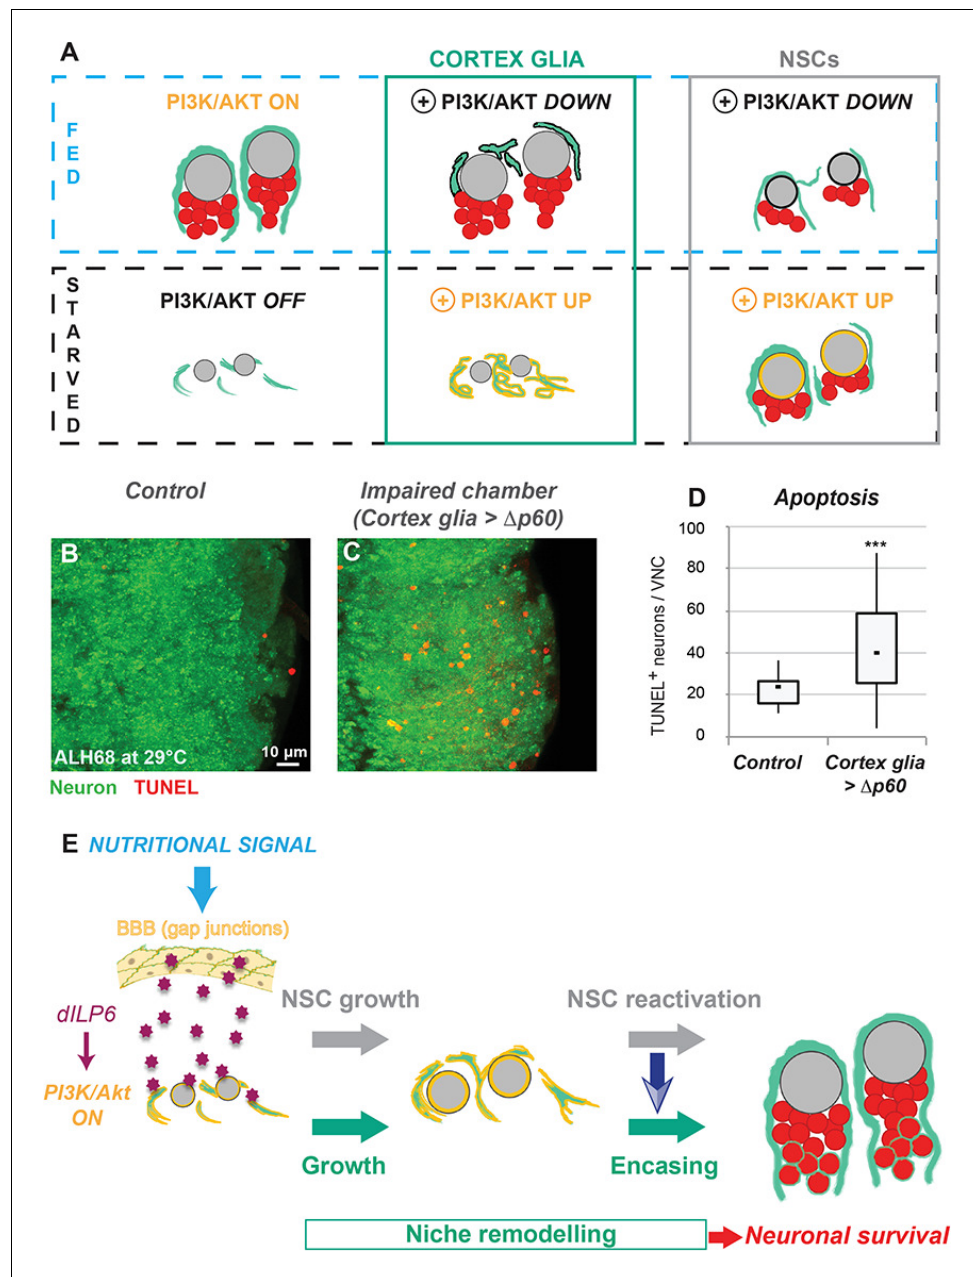 A
CORTEX GLIA
NSCs
FED
PI3K/AKT ON
+ PI3K/AKT DOWN
+ PI3K/AKT DOWN
STARVED
PI3K/AKT OFF
+ PI3K/AKT UP
+ PI3K/AKT UP
Control
Impaired chamber
(Cortex glia > Δp60)
B
ALH68 at 29°C
10 µm
C
Neuron TUNEL
D
Apoptosis
TUNEL+ neurons / VNC
100
80
60
40
20
0
***
Control
Cortex glia
> Δp60
E
NUTRITIONAL SIGNAL
BBB (gap junctions)
dILP6
PI3K/Akt
ON
NSC growth
NSC reactivation
Growth
Encasing
Niche remodelling
Neuronal survival